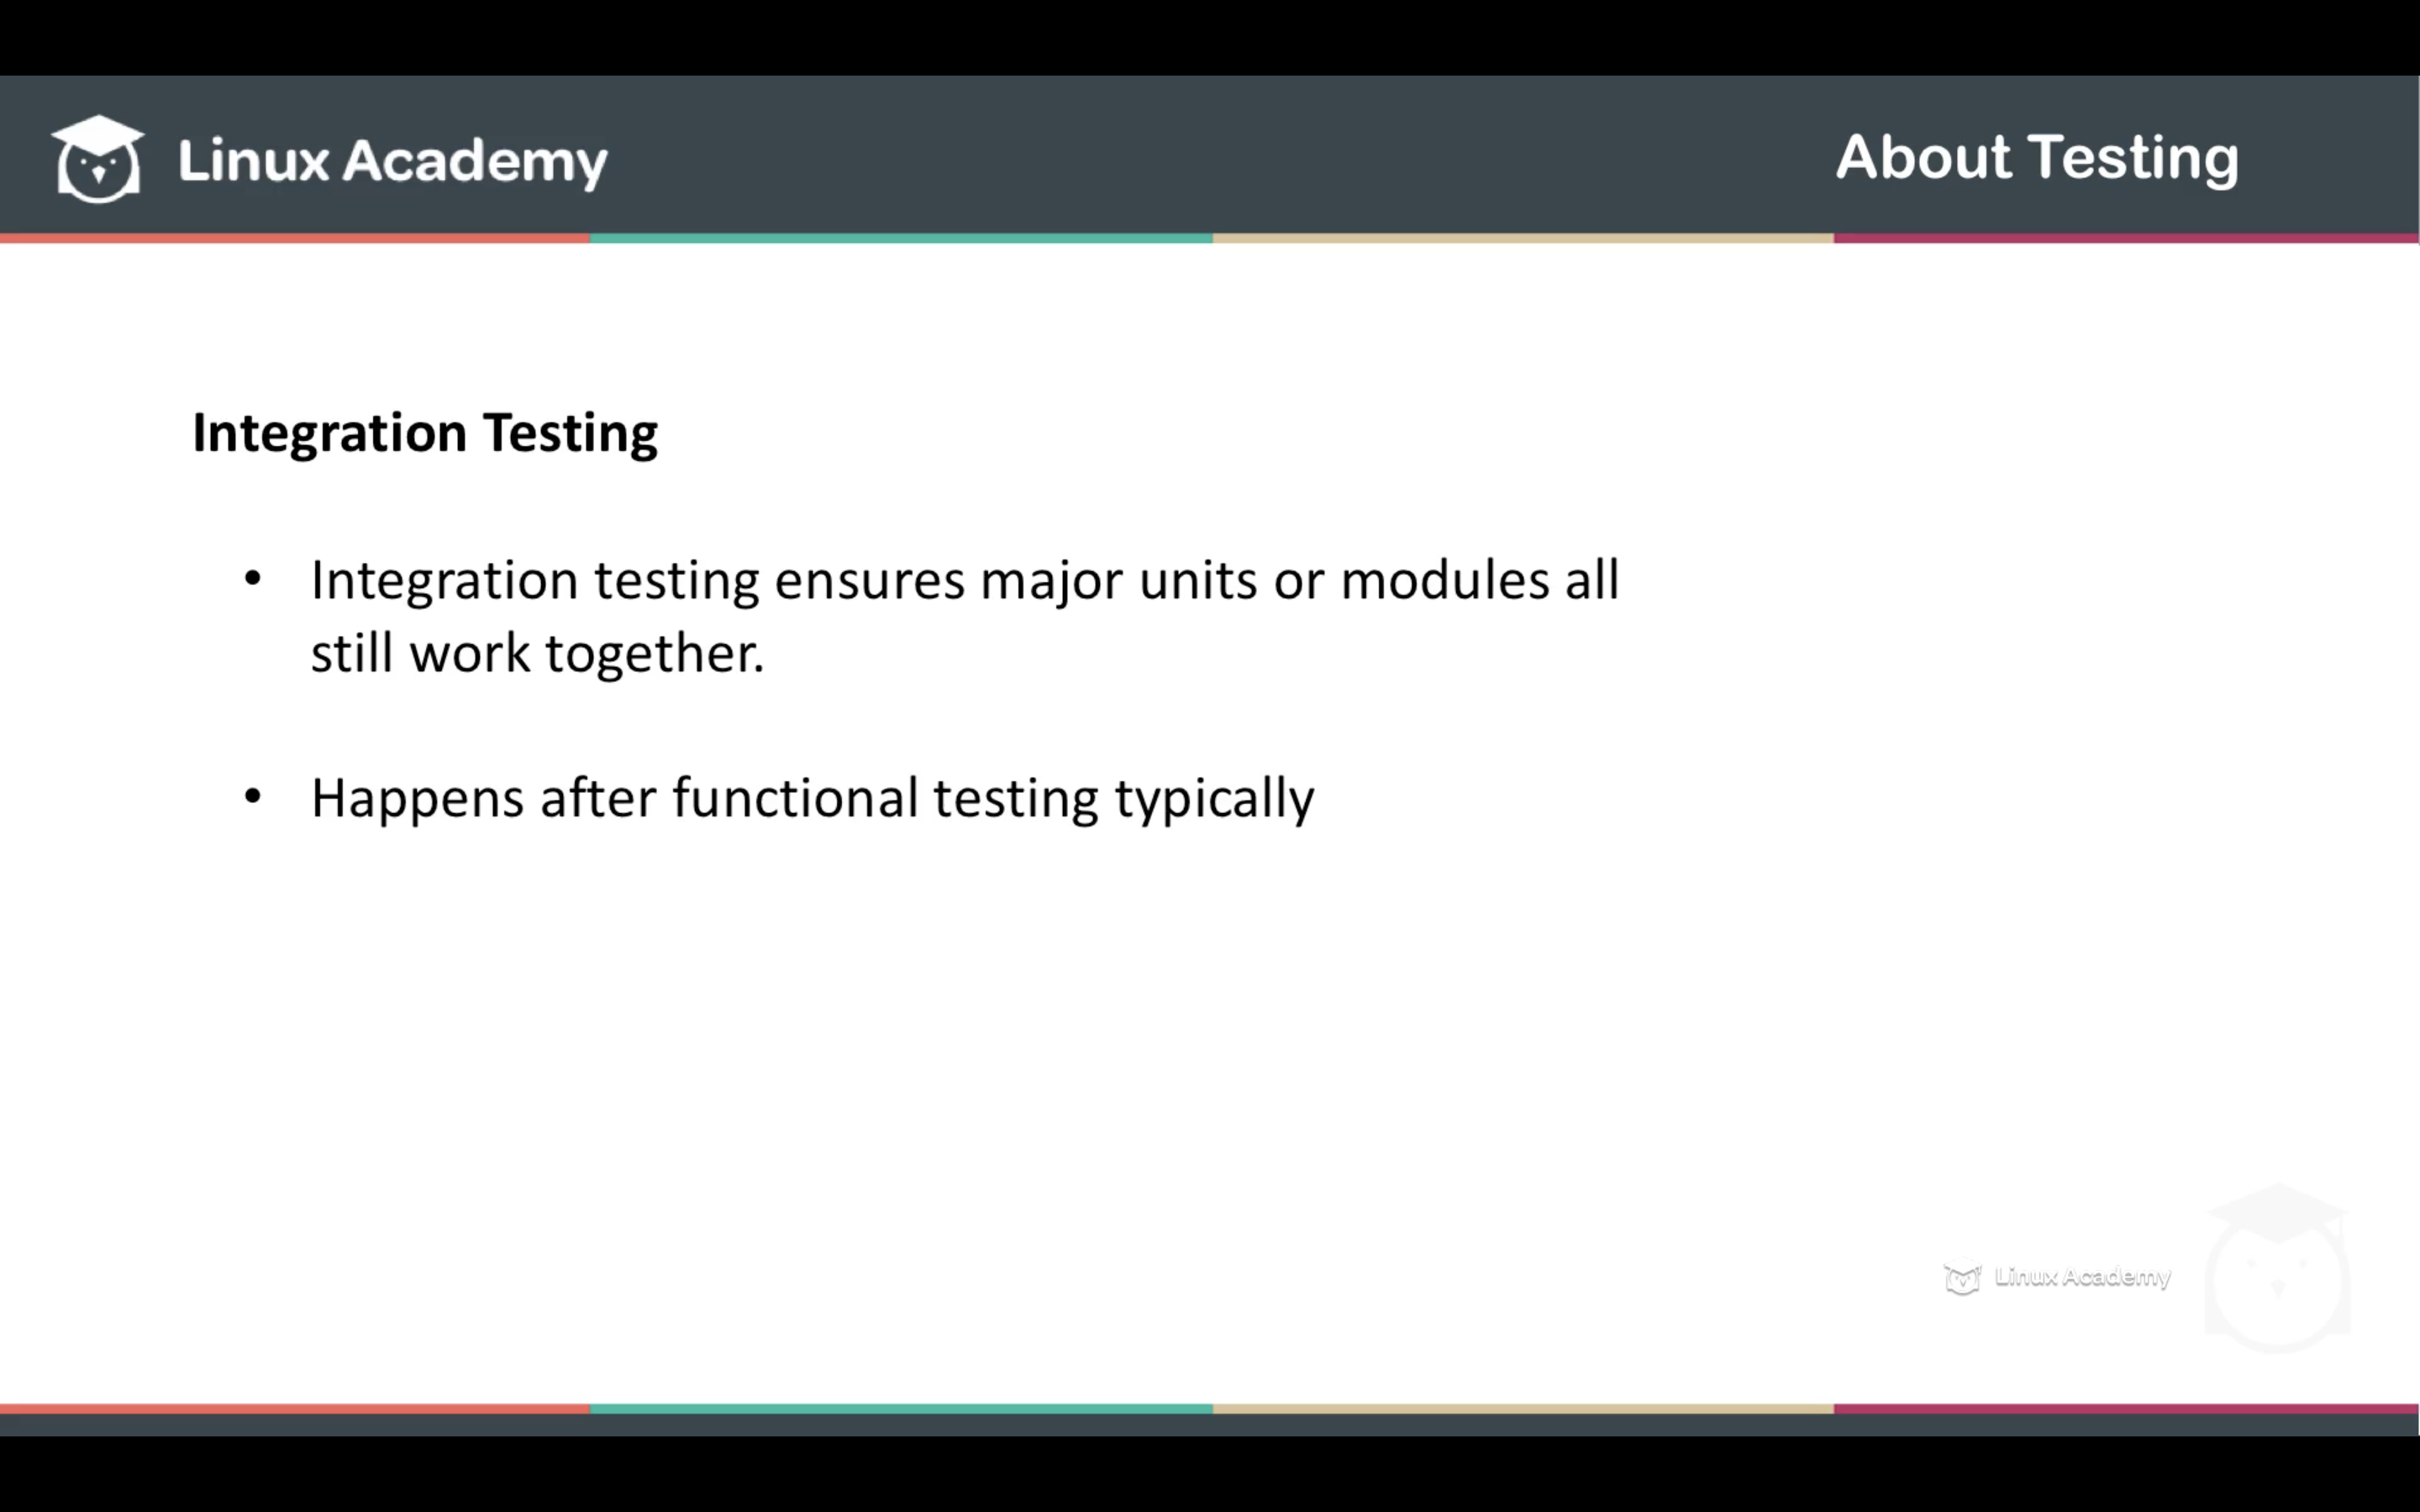 Linux Academy
About Testing
Integration Testing
• Integration testing ensures major units or modules all
still work together.
• Happens after functional testing typically
Linux Academy